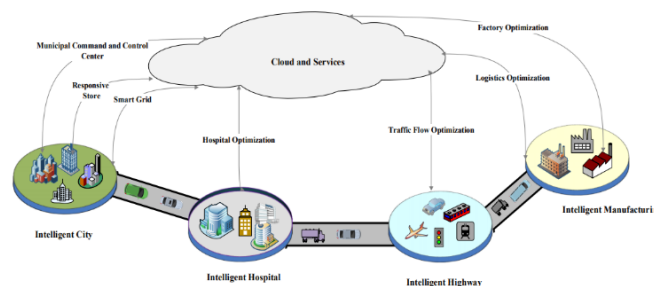 Factory Optimization
Municipal Command and Control
Center
Cloud and Services
Responsive
Store
Logistics Optimization
Smart Grid
Hospital Optimization
Traffic Flow Optimization
Intelligent Manufacturi
Intelligent City
Intelligent Hospital
Intelligent Highway